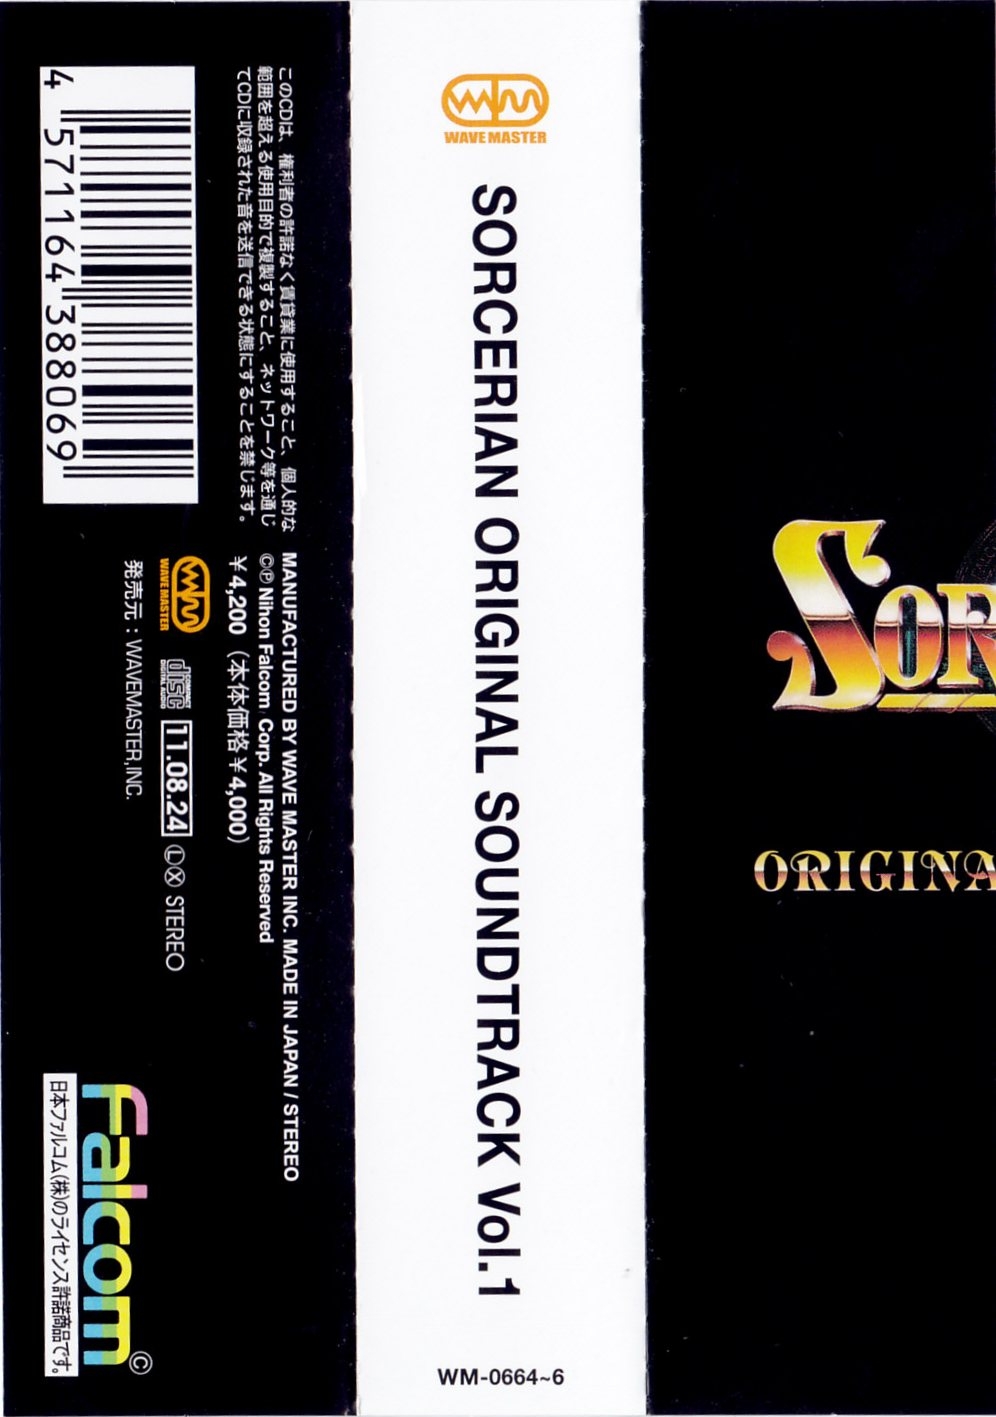 このCDは、権利者の許諾なく賃貸業に使用すること、個人的な
範囲を超える使用目的で複製すること、ネットワーク等を通じ
てCDに収録された音を送信できる状態にすることを禁じます。
4 571164 388069
MANUFACTURED BY WAVE MASTER INC. MADE IN JAPAN / STEREO
©℗ Nihon Falcom Corp. All Rights Reserved
￥4,200（本体価格￥4,000）
WAVE MASTER
COMPACT disc DIGITAL AUDIO
11.08.24 Ⓛ Ⓧ STEREO
発売元：WAVEMASTER,INC.
Falcom©
日本ファルコム(株)のライセンス許諾商品です。
WAVE MASTER
SORCERIAN ORIGINAL SOUNDTRACK Vol.1
WM-0664~6
SOR
ORIGINA